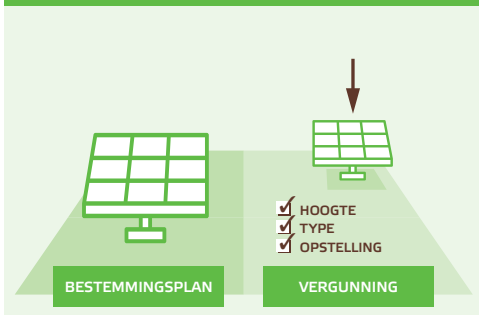 HOOGTE
TYPE
OPSTELLING
BESTEMMINGSPLAN
VERGUNNING